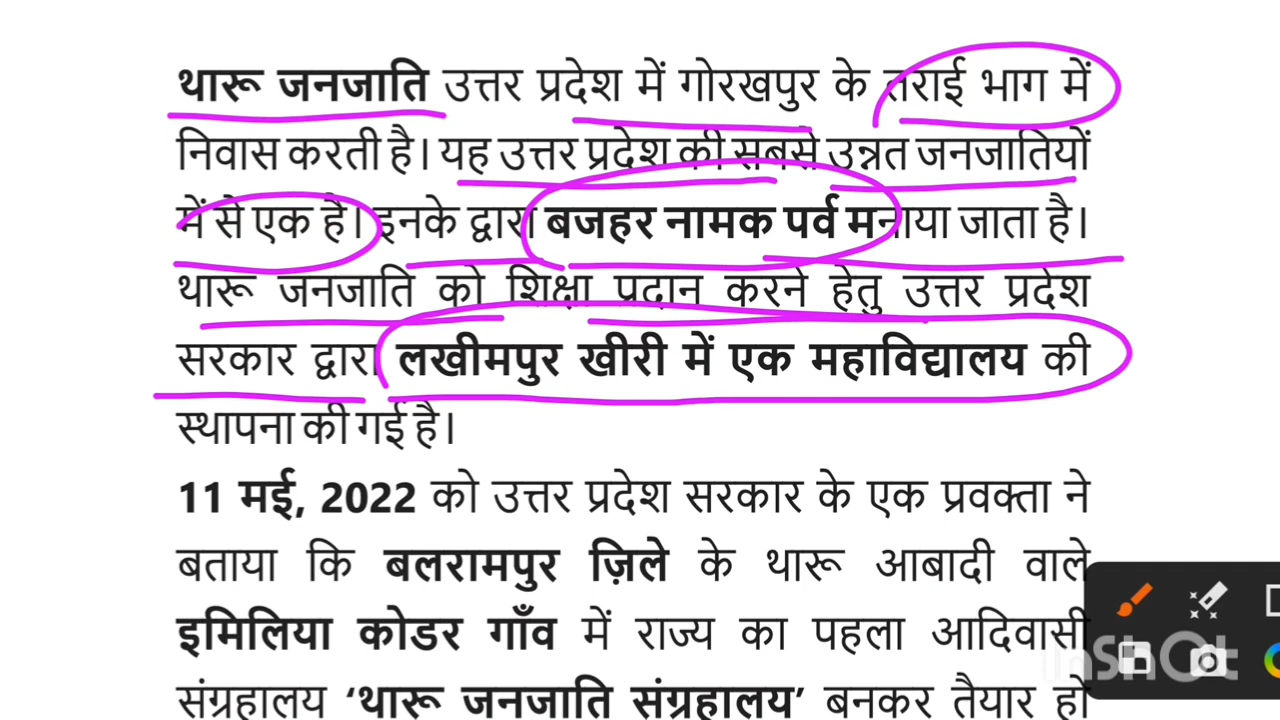 थारू जनजाति उत्तर प्रदेश में गोरखपुर के तराई भाग में
निवास करती है। यह उत्तर प्रदेश की सबसे उन्नत जनजातियों
में से एक है। इनके द्वारा बजहर नामक पर्व मनाया जाता है।
थारू जनजाति को शिक्षा प्रदान करने हेतु उत्तर प्रदेश
सरकार द्वारा लखीमपुर खीरी में एक महाविद्यालय की
स्थापना की गई है।
11 मई, 2022 को उत्तर प्रदेश सरकार के एक प्रवक्ता ने
बताया कि बलरामपुर ज़िले के थारू आबादी वाले
इमिलिया कोडर गाँव में राज्य का पहला आदिवासी
संग्रहालय ‘थारू जनजाति संग्रहालय’ बनकर तैयार हो
InShOt